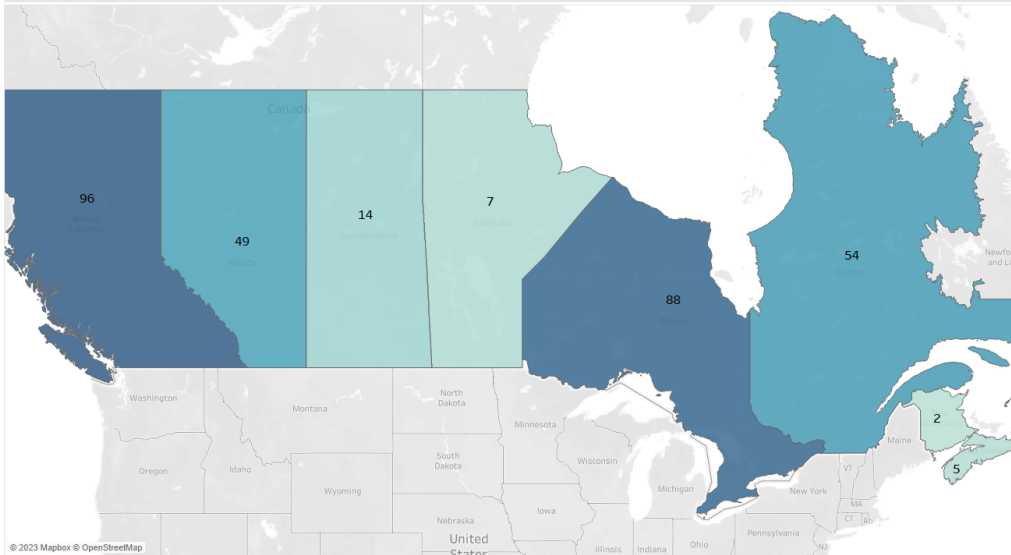 Canada
96
British
Columbia
49
Alberta
14
Saskatchewan
7
Manitoba
88
Ontario
54
Quebec
Newfo
and La
2
5
Washington
Oregon
Idaho
Montana
Wyoming
North
Dakota
South
Dakota
Nebraska
Minnesota
Iowa
Wisconsin
Michigan
Illinois
Indiana
Ohio
Pennsylvania
New York
VT
Maine
MA
CT
RI
NJ
United
States
© 2023 Mapbox © OpenStreetMap